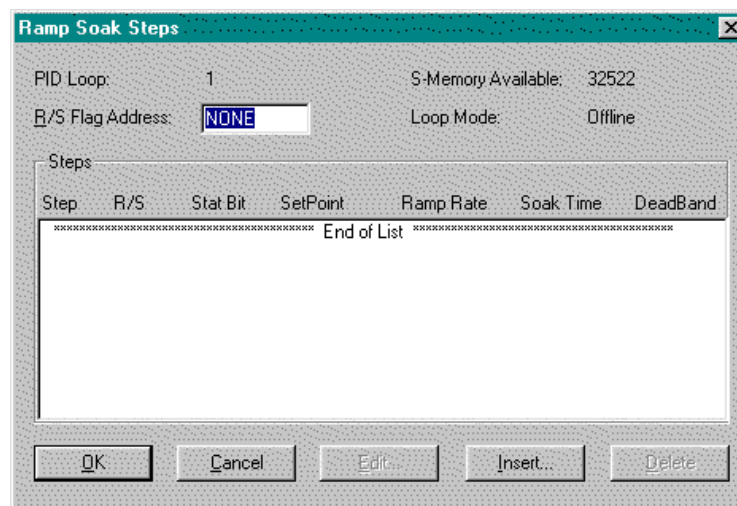 Ramp Soak Steps
PID Loop: 1 S-Memory Available: 32522
R/S Flag Address: NONE Loop Mode: Offline
Steps
Step R/S Stat Bit SetPoint Ramp Rate Soak Time DeadBand
***************************************** End of List *****************************************
OK Cancel Edit... Insert... Delete